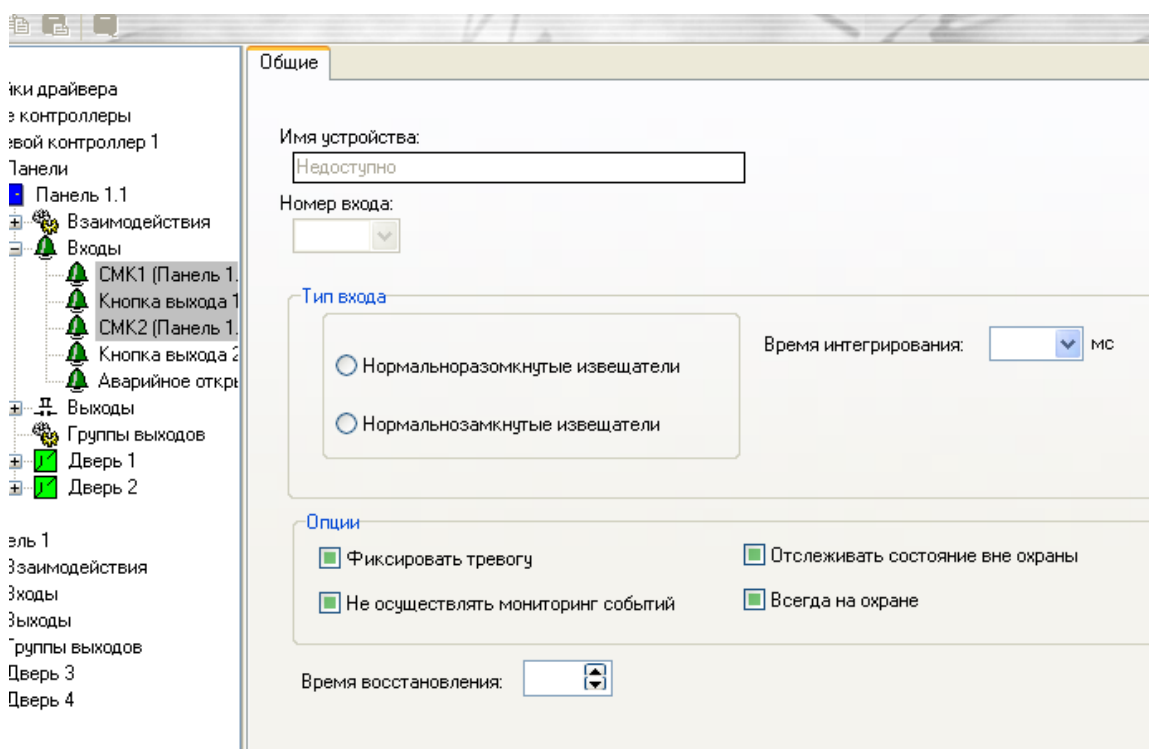 Общие
йки драйвера
е контроллеры
евой контроллер 1
Панели
Панель 1.1
Взаимодействия
Входы
СМК1 (Панель 1.
Кнопка выхода 1
СМК2 (Панель 1.
Кнопка выхода 2
Аварийное откры
Выходы
Группы выходов
Дверь 1
Дверь 2
ель 1
Взаимодействия
Входы
Выходы
Группы выходов
Дверь 3
Дверь 4
Имя устройства:
Недоступно
Номер входа:
Тип входа
Нормальноразомкнутые извещатели
Нормальнозамкнутые извещатели
Время интегрирования: мс
Опции
Фиксировать тревогу
Отслеживать состояние вне охраны
Не осуществлять мониторинг событий
Всегда на охране
Время восстановления: